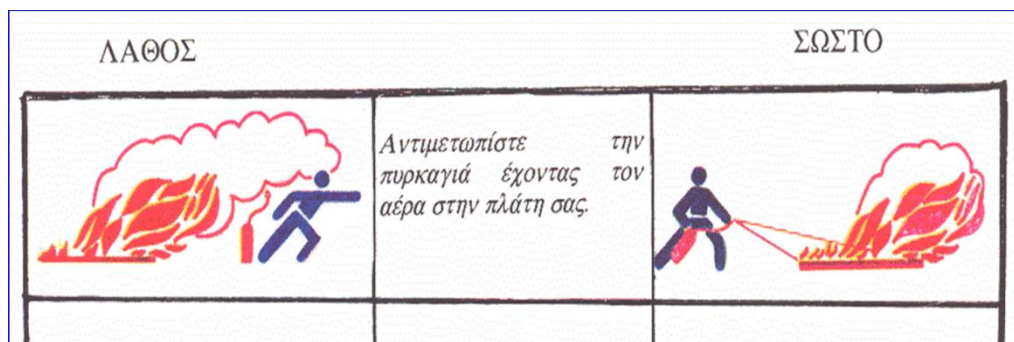 ΛΑΘΟΣ
ΣΩΣΤΟ
Αντιμετωπίστε την
πυρκαγιά έχοντας τον
αέρα στην πλάτη σας.